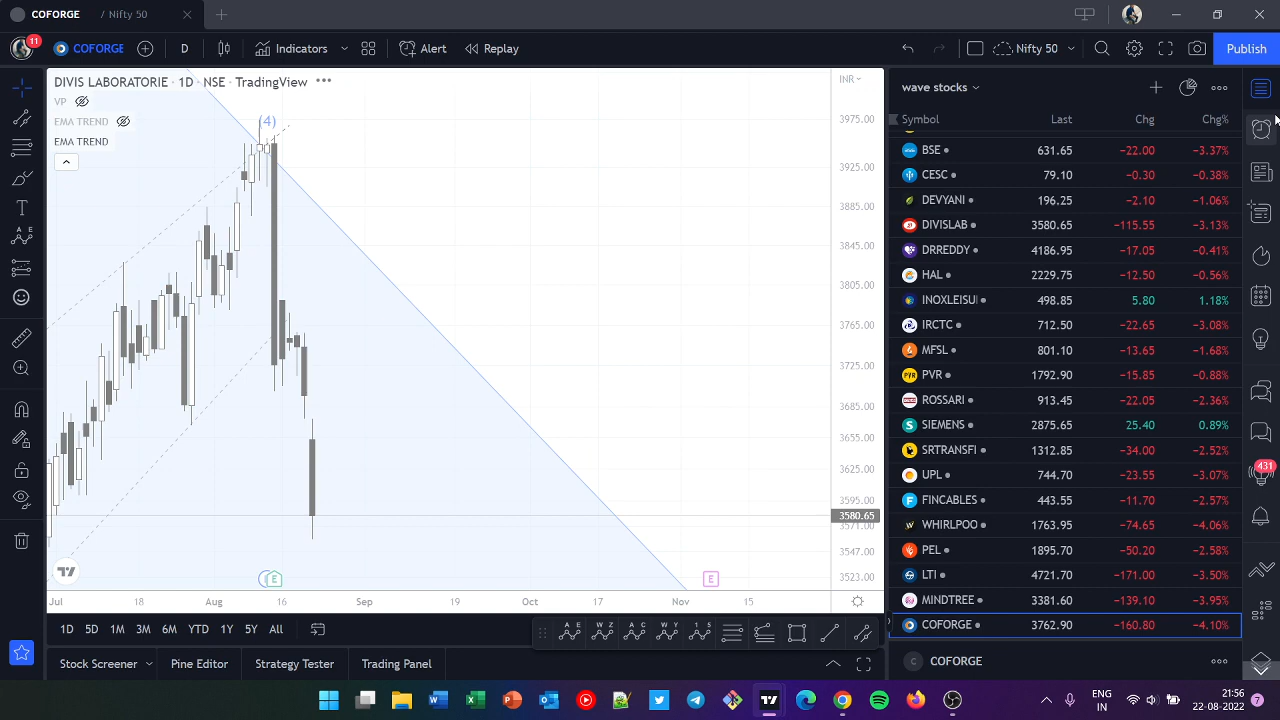 COFORGE / Nifty 50
11 COFORGE D Indicators Alert Replay Nifty 50 Publish
DIVIS LABORATORIE · 1D · NSE · TradingView
VP
EMA TREND
EMA TREND
(4)
INR
3975.00
3925.00
3885.00
3845.00
3805.00
3765.00
3725.00
3685.00
3655.00
3625.00
3595.00
3580.65
3571.00
3547.00
3523.00
E
E
Jul 18 Aug 16 Sep 19 Oct 17 Nov 15
1D 5D 1M 3M 6M YTD 1Y 5Y All
A E W Z A C W Y 1 5
Stock Screener Pine Editor Strategy Tester Trading Panel
wave stocks
Symbol Last Chg Chg%
BSE 631.65 −22.00 −3.37%
CESC 79.10 −0.30 −0.38%
DEVYANI 196.25 −2.10 −1.06%
DIVISLAB 3580.65 −115.55 −3.13%
DRREDDY 4186.95 −17.05 −0.41%
HAL 2229.75 −12.50 −0.56%
INOXLEISUI 498.85 5.80 1.18%
IRCTC 712.50 −22.65 −3.08%
MFSL 801.10 −13.65 −1.68%
PVR 1792.90 −15.85 −0.88%
ROSSARI 913.45 −22.05 −2.36%
SIEMENS 2875.65 25.40 0.89%
SRTRANSFI 1312.85 −34.00 −2.52%
UPL 744.70 −23.55 −3.07%
FINCABLES 443.55 −11.70 −2.57%
WHIRLPOO 1763.95 −74.65 −4.06%
PEL 1895.70 −50.20 −2.58%
LTI 4721.70 −171.00 −3.50%
MINDTREE 3381.60 −139.10 −3.95%
COFORGE 3762.90 −160.80 −4.10%
C COFORGE
431
ENG
IN
21:56
22-08-2022
7